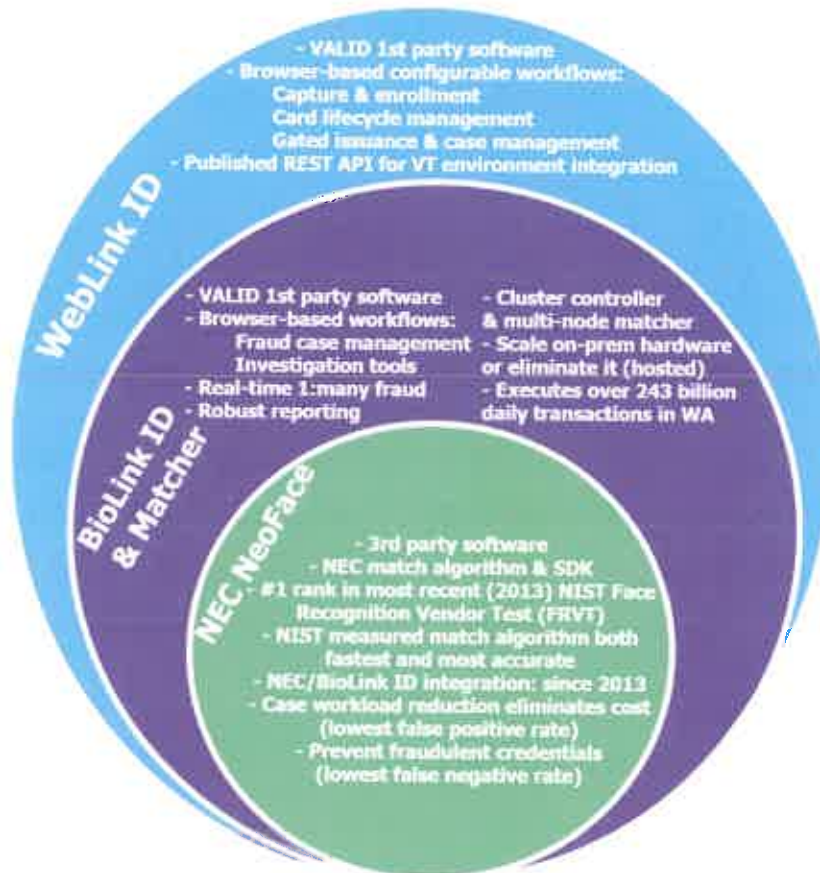 - VALID 1st party software
- Browser-based configurable workflows:
Capture & enrollment
Card lifecycle management
Gated issuance & case management
- Published REST API for VT environment integration
WebLink ID
- VALID 1st party software
- Browser-based workflows:
Fraud case management
Investigation tools
- Real-time 1:many fraud
- Robust reporting
- Cluster controller
& multi-node matcher
- Scale on-prem hardware
or eliminate it (hosted)
- Executes over 243 billion
daily transactions in WA
BioLink ID
& Matcher
NEC NeoFace
- 3rd party software
- NEC match algorithm & SDK
- #1 rank in most recent (2013) NIST Face
Recognition Vendor Test (FRVT)
- NIST measured match algorithm both
fastest and most accurate
- NEC/BioLink ID integration: since 2013
- Case workload reduction eliminates cost
(lowest false positive rate)
- Prevent fraudulent credentials
(lowest false negative rate)